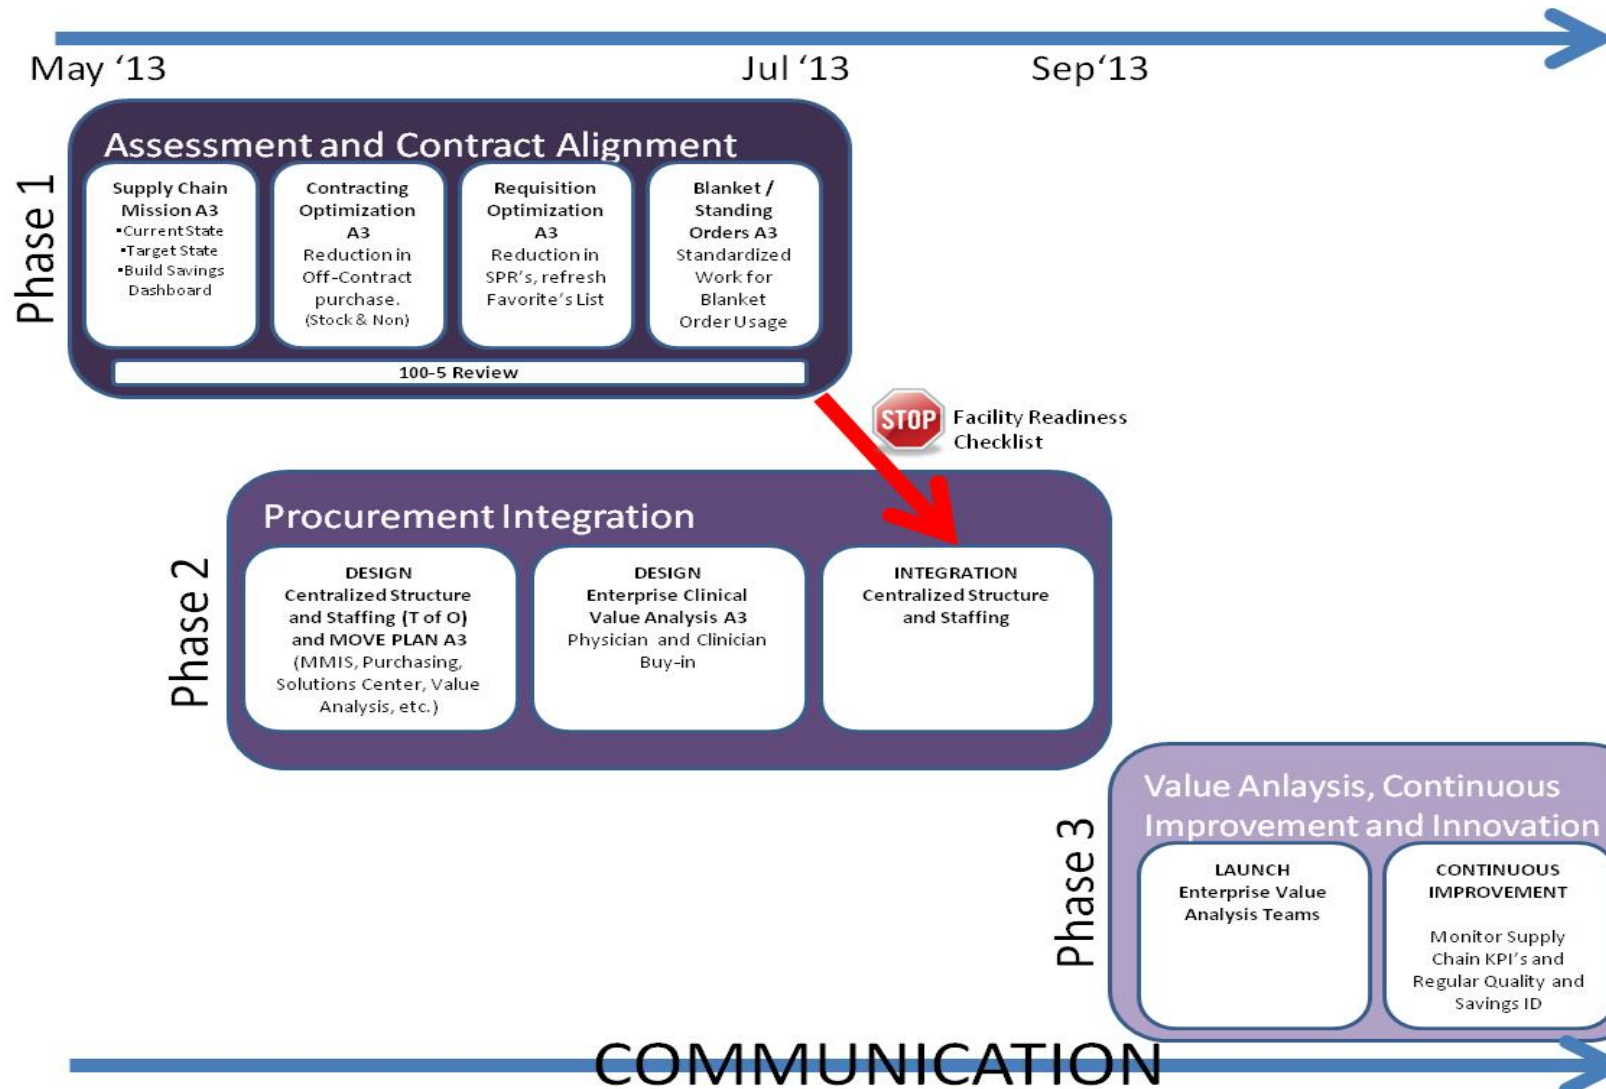 May ‘13
Jul ‘13
Sep‘13
Phase 1
Assessment and Contract Alignment
Supply Chain
Mission A3
▪Current State
▪Target State
▪Build Savings
Dashboard
Contracting
Optimization
A3
Reduction in
Off-Contract
purchase.
(Stock & Non)
Requisition
Optimization
A3
Reduction in
SPR’s, refresh
Favorite’s List
Blanket /
Standing
Orders A3
Standardized
Work for
Blanket
Order Usage
100-5 Review
STOP
Facility Readiness
Checklist
Phase 2
Procurement Integration
DESIGN
Centralized Structure
and Staffing (T of O)
and MOVE PLAN A3
(MMIS, Purchasing,
Solutions Center, Value
Analysis, etc.)
DESIGN
Enterprise Clinical
Value Analysis A3
Physician and Clinician
Buy-in
INTEGRATION
Centralized Structure
and Staffing
Phase 3
Value Anlaysis, Continuous
Improvement and Innovation
LAUNCH
Enterprise Value
Analysis Teams
CONTINUOUS
IMPROVEMENT
Monitor Supply
Chain KPI’s and
Regular Quality and
Savings ID
COMMUNICATION